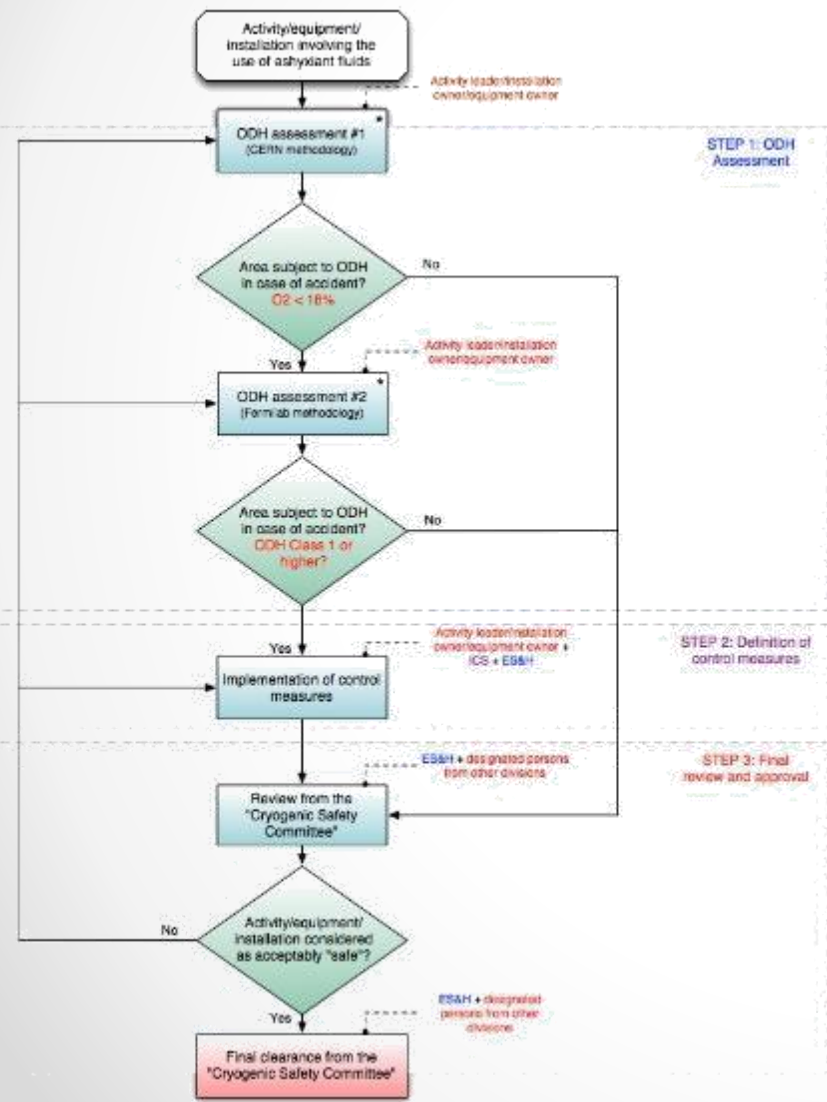 Activity/equipment/
installation involving the
use of ashyxiant fluids
Activity leader/installation
owner/equipment owner
ODH assessment #1
*
(CERN methodology)
STEP 1: ODH
Assessment
Area subject to ODH
in case of accident?
O2 < 18%
No
Yes
Activity leader/installation
owner/equipment owner
ODH assessment #2
*
(Fermilab methodology)
Area subject to ODH
in case of accident?
ODH Class 1 or
higher?
No
Yes
Activity leader/installation
owner/equipment owner +
ICS + ES&H
STEP 2: Definition of
control measures
Implementation of control
measures
ES&H + designated persons
from other divisions
STEP 3: Final
review and approval
Review from the
"Cryogenic Safety
Committee"
Activity/equipment/
installation considered
as acceptably "safe"?
No
Yes
ES&H + designated
persons from other
divisions
Final clearance from the
"Cryogenic Safety Committee"